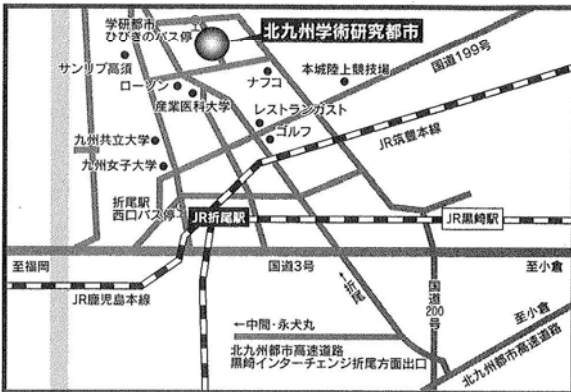 学研都市
ひびきのバス停
北九州学術研究都市
サンリブ高須
ローソン
産業医科大学
ナフコ
本城陸上競技場
国道199号
レストランガスト
ゴルフ
九州共立大学
九州女子大学
JR筑豊本線
折尾駅
西口バス停
JR折尾駅
JR黒崎駅
至福岡
国道3号
至小倉
JR鹿児島本線
←折尾
国道200号
至小倉
←中間・永犬丸
北九州都市高速道路
黒崎インターチェンジ折尾方面出口
北九州都市高速道路